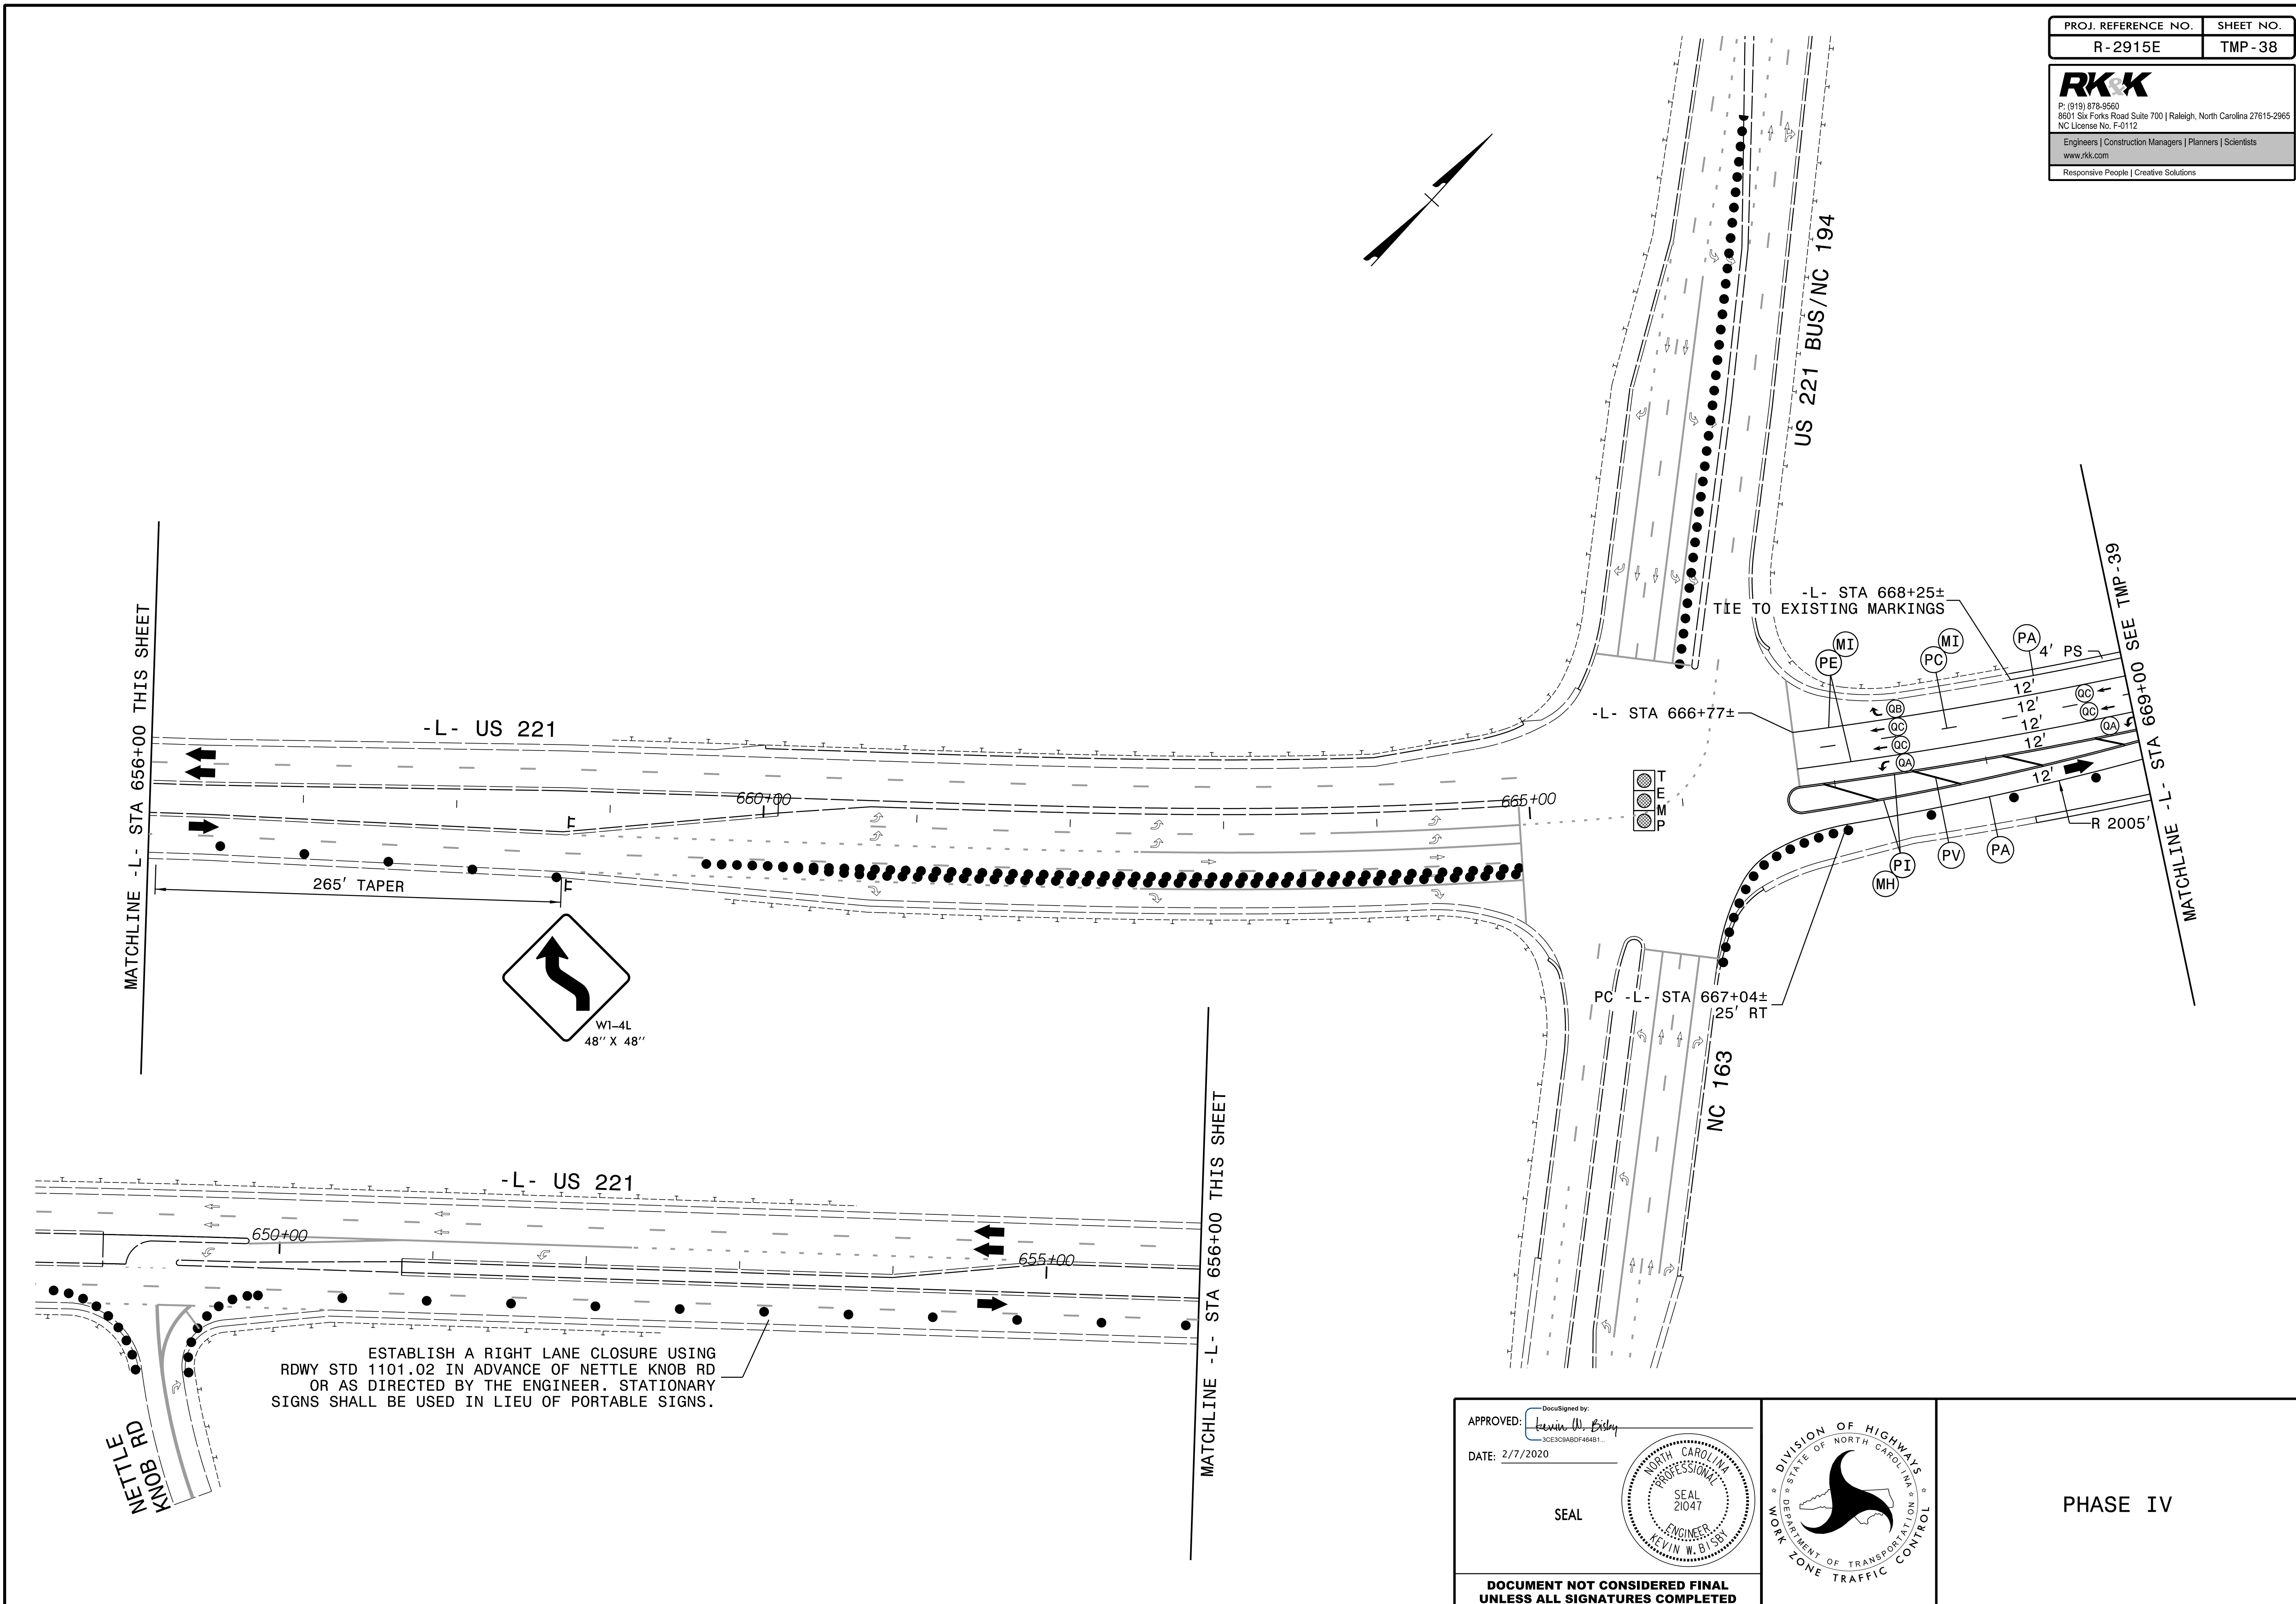 PROJ. REFERENCE NO. SHEET NO.
R-2915E TMP-38
RK&K
P: (919) 878-9560
8601 Six Forks Road Suite 700 | Raleigh, North Carolina 27615-2965
NC License No. F-0112
Engineers | Construction Managers | Planners | Scientists
www.rkk.com
Responsive People | Creative Solutions
US 221 BUS/NC 194
MATCHLINE -L- STA 656+00 THIS SHEET
-L- US 221
660+00
665+00
F
F
265' TAPER
W1-4L
48'' X 48''
T
E
M
P
-L- STA 668+25±
TIE TO EXISTING MARKINGS
-L- STA 666+77±
MI
PE
MI
PC
PA
4' PS
12'
12'
12'
12'
12'
QB
QC
QC
QA
QC
QC
QA
R 2005'
PA
PV
PI
MH
MATCHLINE -L- STA 669+00 SEE TMP-39
PC -L- STA 667+04±
25' RT
NC 163
-L- US 221
650+00
655+00
MATCHLINE -L- STA 656+00 THIS SHEET
ESTABLISH A RIGHT LANE CLOSURE USING
RDWY STD 1101.02 IN ADVANCE OF NETTLE KNOB RD
OR AS DIRECTED BY THE ENGINEER. STATIONARY
SIGNS SHALL BE USED IN LIEU OF PORTABLE SIGNS.
NETTLE
KNOB RD
DocuSigned by:
APPROVED: Kevin W. Bisby
3CE3C9ABDF464B1...
DATE: 2/7/2020
SEAL
NORTH CAROLINA
PROFESSIONAL
SEAL
21047
ENGINEER
KEVIN W. BISBY
DOCUMENT NOT CONSIDERED FINAL
UNLESS ALL SIGNATURES COMPLETED
DIVISION OF HIGHWAYS
STATE OF NORTH CAROLINA
DEPARTMENT OF TRANSPORTATION
WORK ZONE TRAFFIC CONTROL
PHASE IV